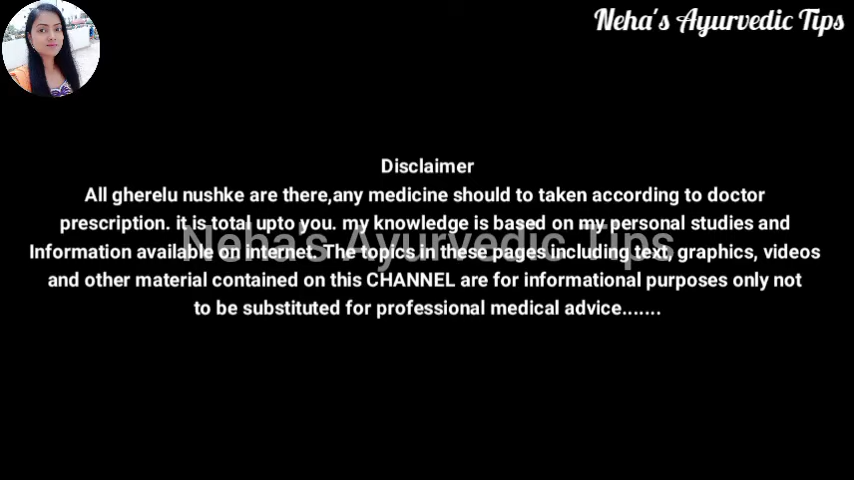 Neha's Ayurvedic Tips
Disclaimer
All gherelu nushke are there,any medicine should to taken according to doctor
prescription. it is total upto you. my knowledge is based on my personal studies and
Information available on internet. The topics in these pages including text, graphics, videos
and other material contained on this CHANNEL are for informational purposes only not
to be substituted for professional medical advice.......
Neha's Ayurvedic Tips